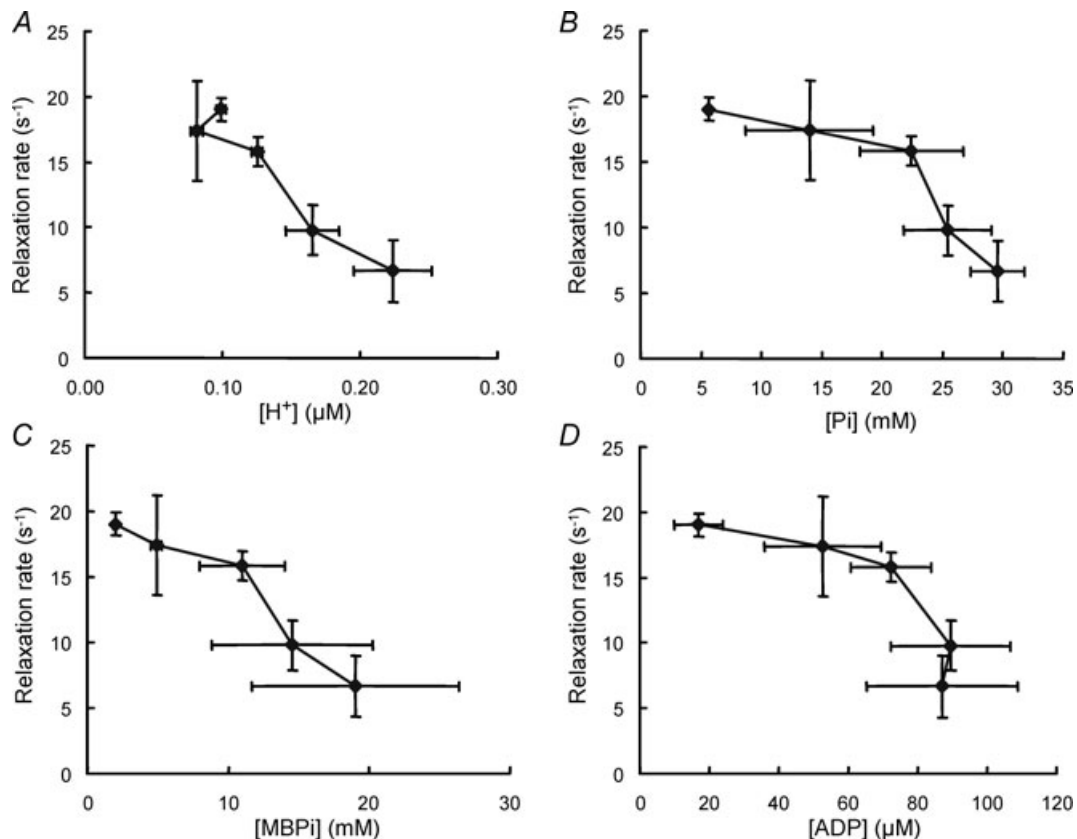 A
25
20
15
10
5
0
Relaxation rate (s⁻¹)
0.00 0.10 0.20 0.30
[H⁺] (µM)
B
25
20
15
10
5
0
Relaxation rate (s⁻¹)
0 5 10 15 20 25 30 35
[Pi] (mM)
C
25
20
15
10
5
0
Relaxation rate (s⁻¹)
0 10 20 30
[MBPi] (mM)
D
25
20
15
10
5
0
Relaxation rate (s⁻¹)
0 20 40 60 80 100 120
[ADP] (µM)